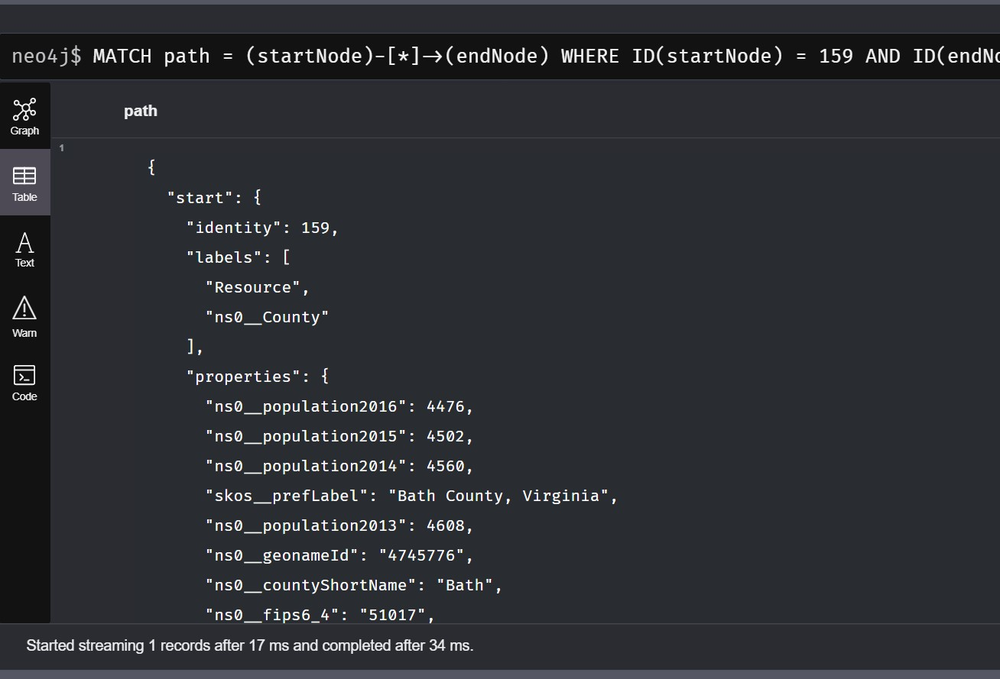 neo4j$ MATCH path = (startNode)-[*]->(endNode) WHERE ID(startNode) = 159 AND ID(endNo
Graph
Table
Text
Warn
Code
path
1
{
"start": {
"identity": 159,
"labels": [
"Resource",
"ns0__County"
],
"properties": {
"ns0__population2016": 4476,
"ns0__population2015": 4502,
"ns0__population2014": 4560,
"skos__prefLabel": "Bath County, Virginia",
"ns0__population2013": 4608,
"ns0__geonameId": "4745776",
"ns0__countyShortName": "Bath",
"ns0__fips6_4": "51017",
Started streaming 1 records after 17 ms and completed after 34 ms.